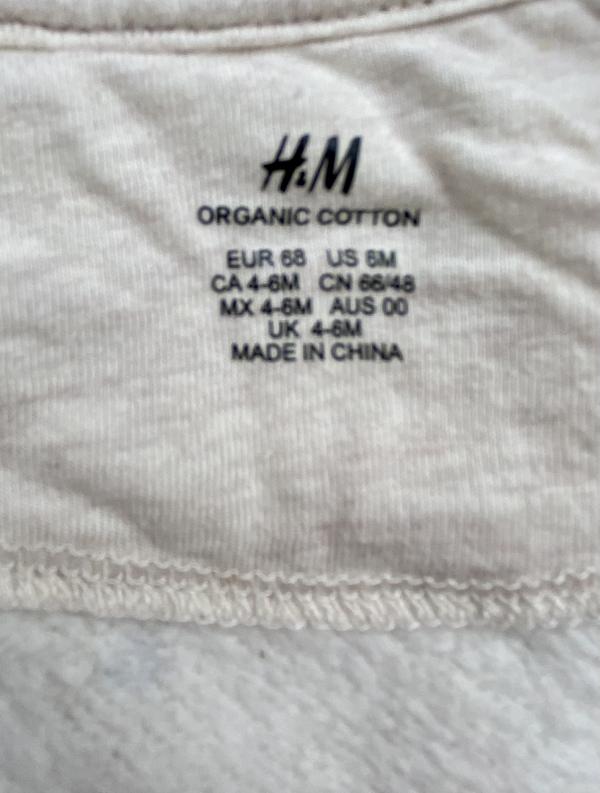 H&M
ORGANIC COTTON
EUR 68 US 6M
CA 4-6M CN 66/48
MX 4-6M AUS 00
UK 4-6M
MADE IN CHINA